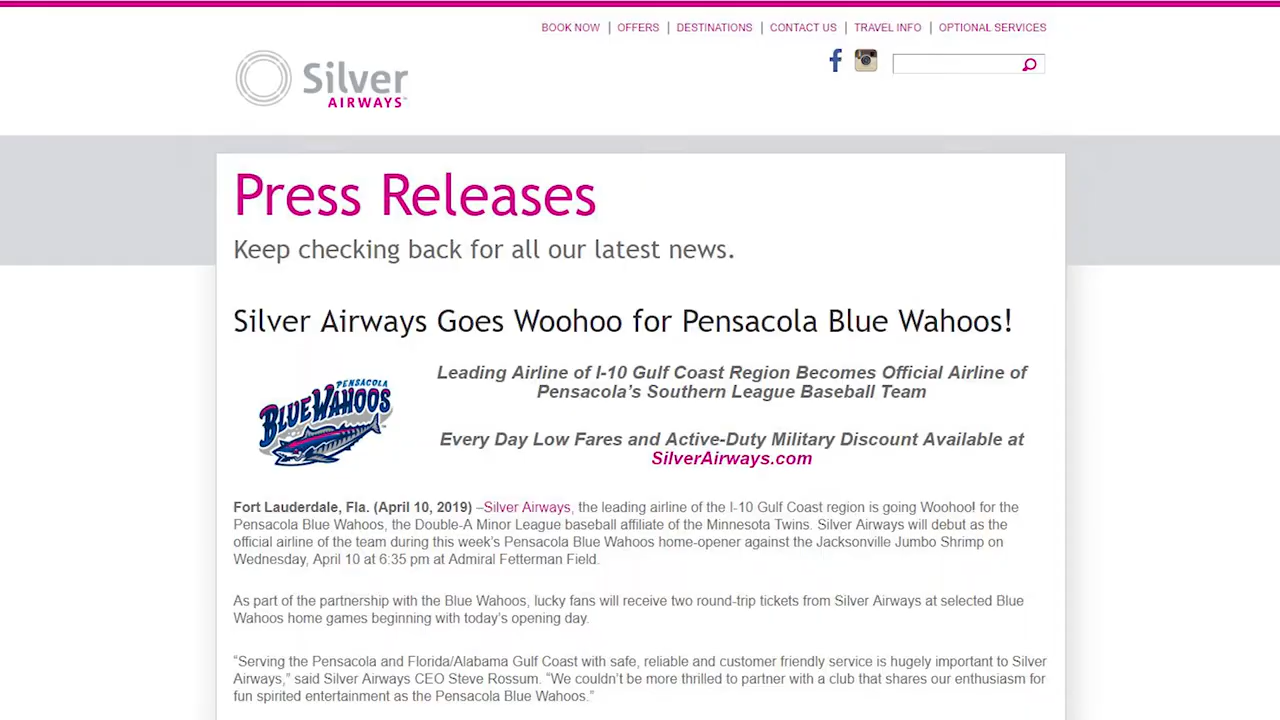 BOOK NOW | OFFERS | DESTINATIONS | CONTACT US | TRAVEL INFO | OPTIONAL SERVICES
Silver
AIRWAYS™
Press Releases
Keep checking back for all our latest news.
Silver Airways Goes Woohoo for Pensacola Blue Wahoos!
PENSACOLA
BLUE WAHOOS
Leading Airline of I-10 Gulf Coast Region Becomes Official Airline of
Pensacola’s Southern League Baseball Team
Every Day Low Fares and Active-Duty Military Discount Available at
SilverAirways.com
Fort Lauderdale, Fla. (April 10, 2019) –Silver Airways, the leading airline of the I-10 Gulf Coast region is going Woohoo! for the
Pensacola Blue Wahoos, the Double-A Minor League baseball affiliate of the Minnesota Twins. Silver Airways will debut as the
official airline of the team during this week’s Pensacola Blue Wahoos home-opener against the Jacksonville Jumbo Shrimp on
Wednesday, April 10 at 6:35 pm at Admiral Fetterman Field.
As part of the partnership with the Blue Wahoos, lucky fans will receive two round-trip tickets from Silver Airways at selected Blue
Wahoos home games beginning with today’s opening day.
“Serving the Pensacola and Florida/Alabama Gulf Coast with safe, reliable and customer friendly service is hugely important to Silver
Airways,” said Silver Airways CEO Steve Rossum. “We couldn’t be more thrilled to partner with a club that shares our enthusiasm for
fun spirited entertainment as the Pensacola Blue Wahoos.”